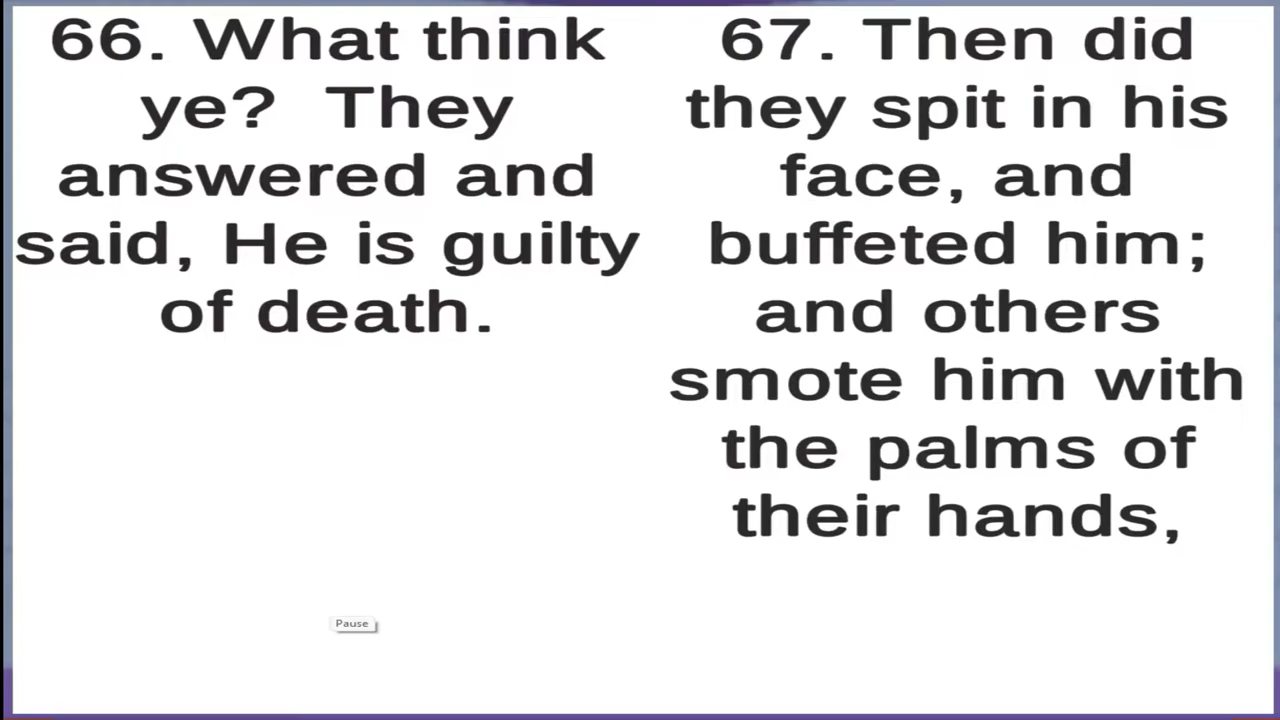 66. What think
ye?  They
answered and
said, He is guilty
of death.
67. Then did
they spit in his
face, and
buffeted him;
and others
smote him with
the palms of
their hands,
Pause